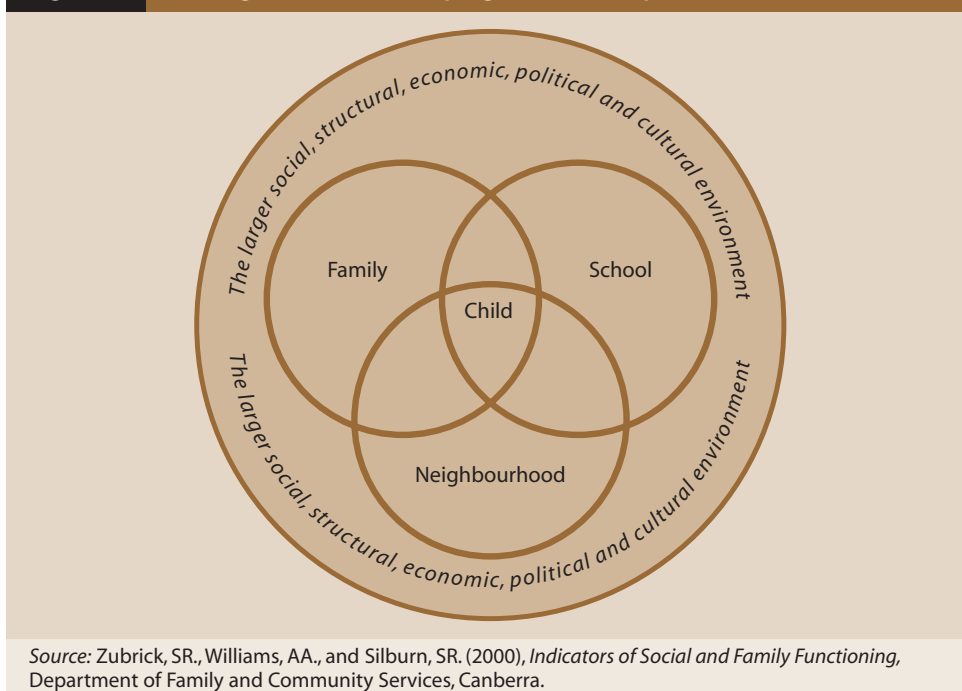 The larger social, structural, economic, political and cultural environment
Family
School
Child
Neighbourhood
The larger social, structural, economic, political and cultural environment
Source: Zubrick, SR., Williams, AA., and Silburn, SR. (2000), Indicators of Social and Family Functioning,
Department of Family and Community Services, Canberra.